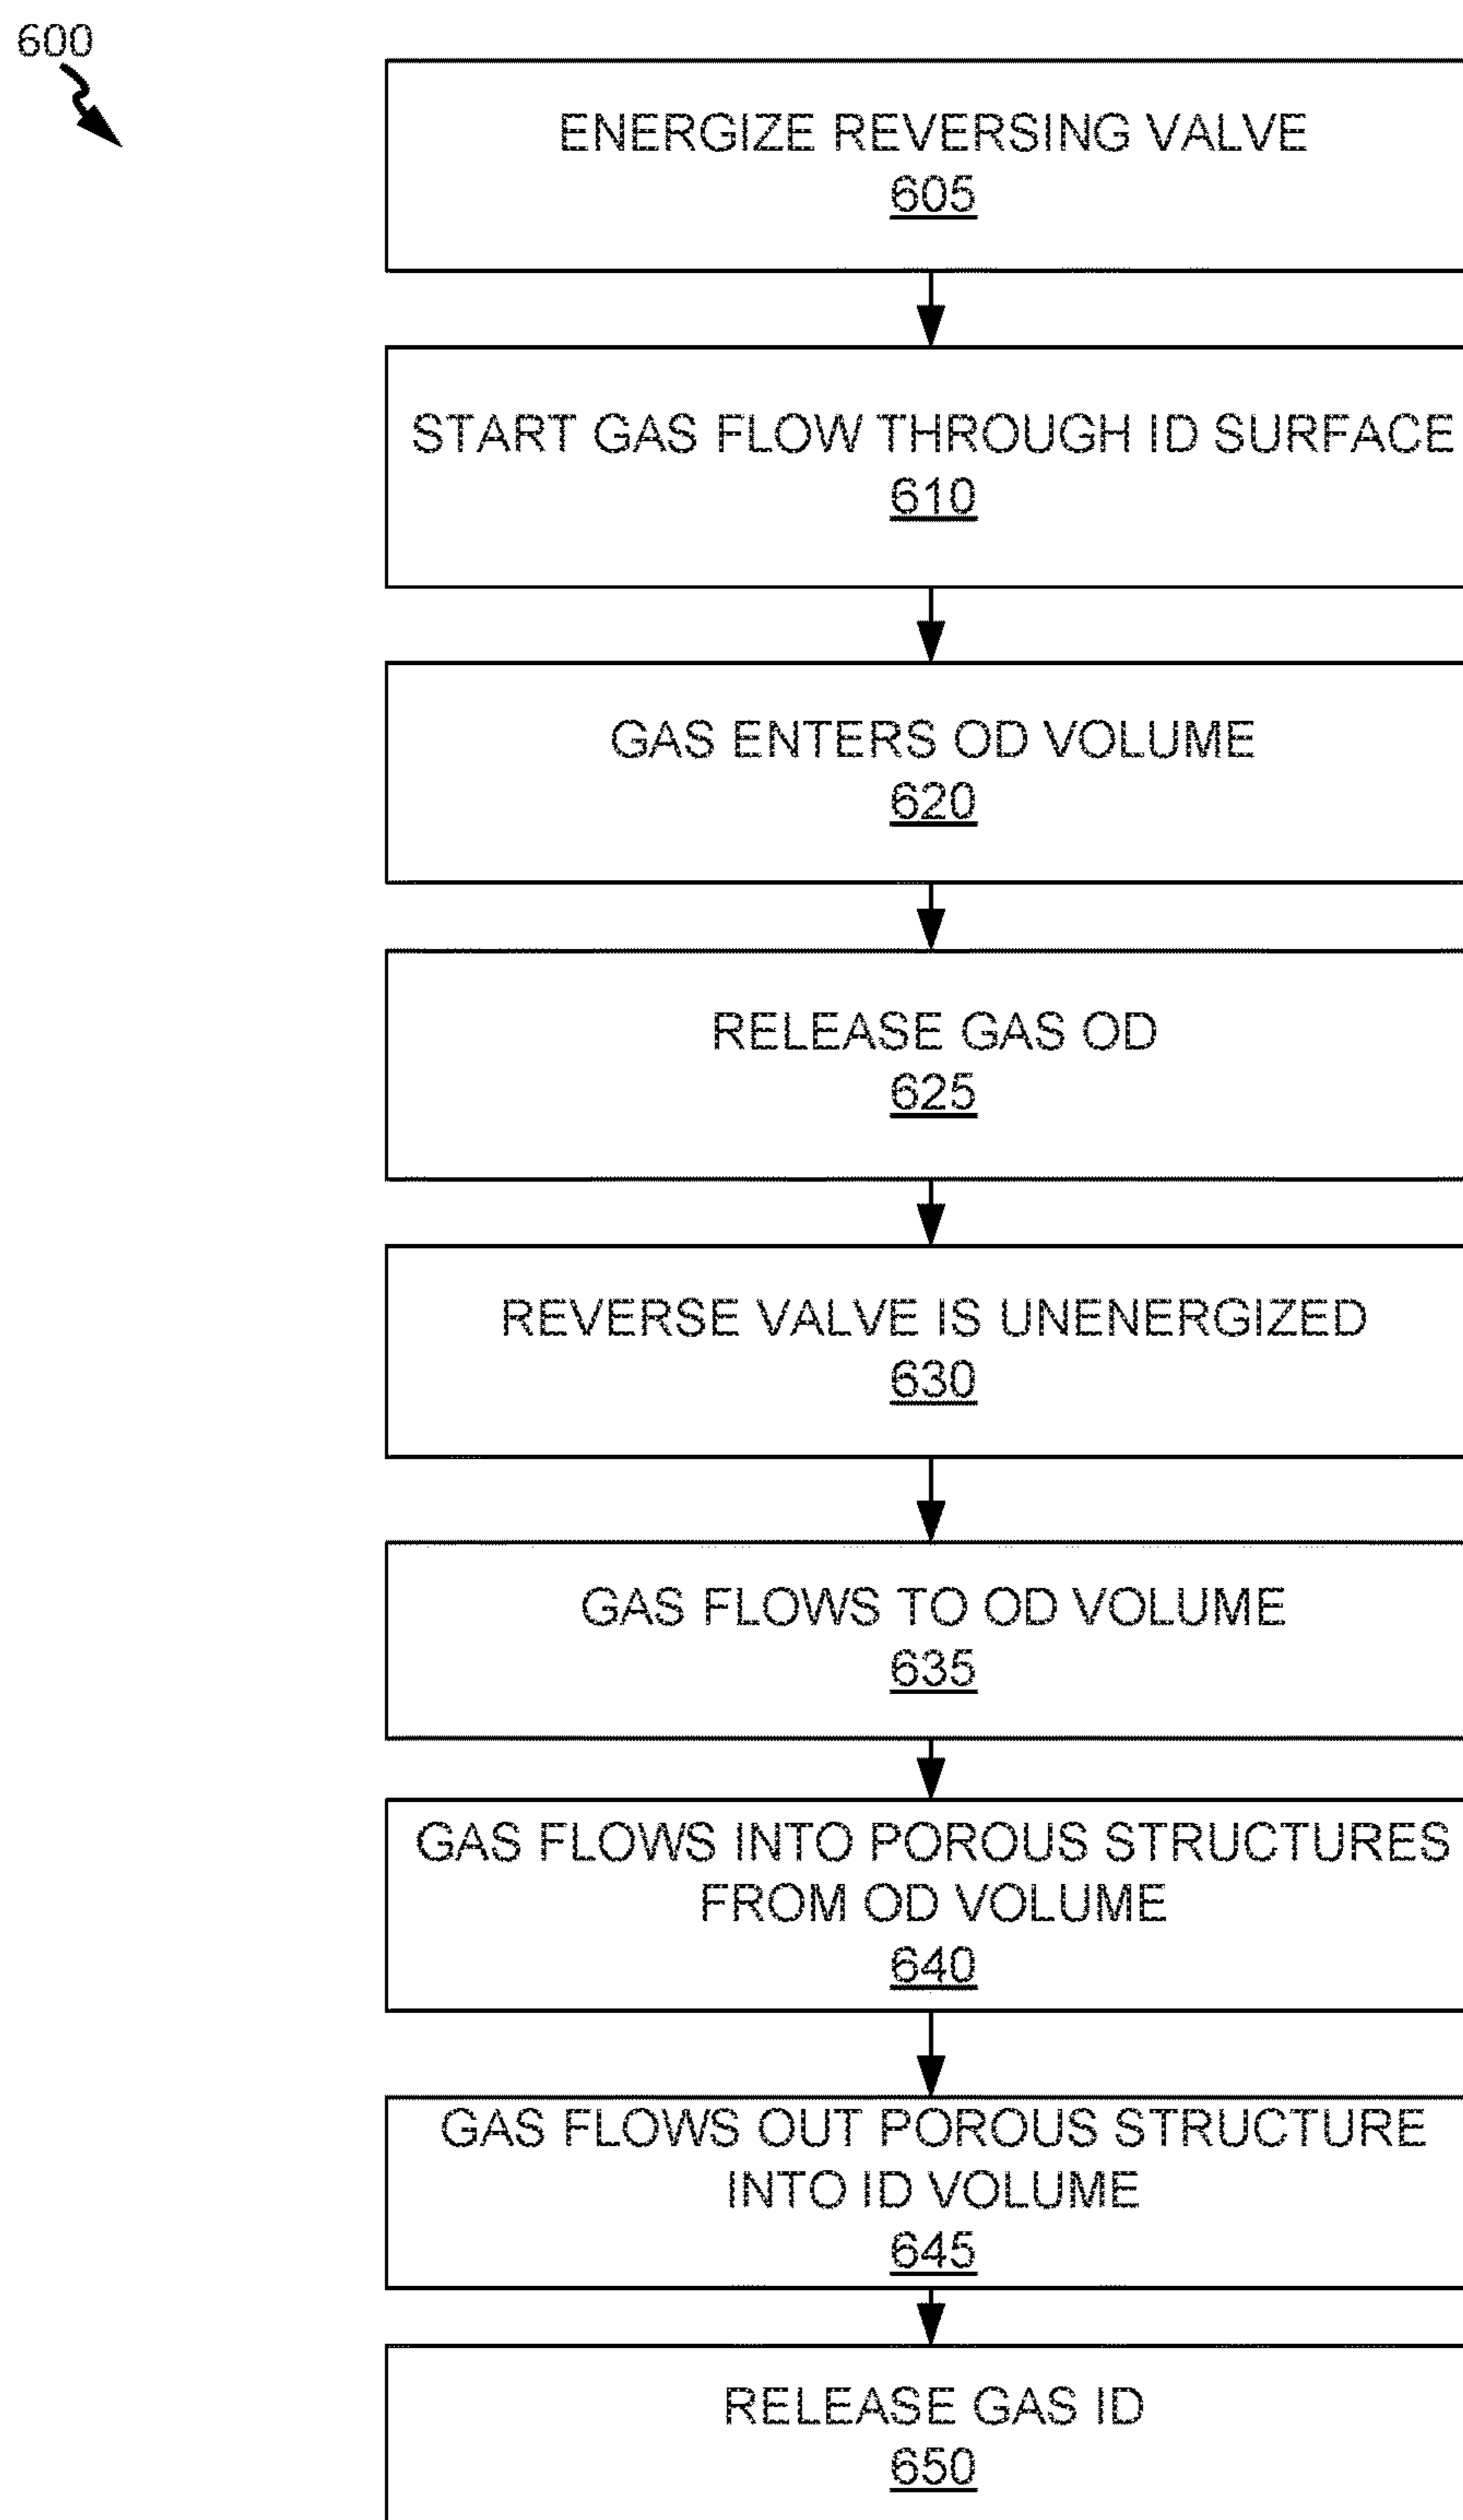 600
ENERGIZE REVERSING VALVE
605
START GAS FLOW THROUGH ID SURFACE
610
GAS ENTERS OD VOLUME
620
RELEASE GAS OD
625
REVERSE VALVE IS UNENERGIZED
630
GAS FLOWS TO OD VOLUME
635
GAS FLOWS INTO POROUS STRUCTURES
FROM OD VOLUME
640
GAS FLOWS OUT POROUS STRUCTURE
INTO ID VOLUME
645
RELEASE GAS ID
650